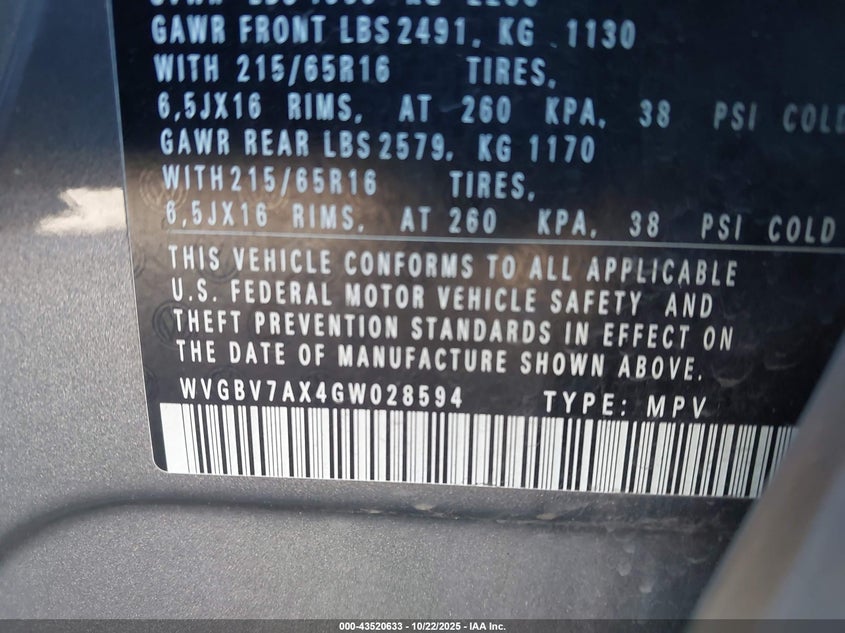 GAWR FRONT LBS 2491, KG 1130
WITH 215/65R16 TIRES,
6,5JX16 RIMS, AT 260 KPA, 38 PSI COLD
GAWR REAR LBS 2579, KG 1170
WITH 215/65R16 TIRES,
6,5JX16 RIMS, AT 260 KPA, 38 PSI COLD
THIS VEHICLE CONFORMS TO ALL APPLICABLE
U.S. FEDERAL MOTOR VEHICLE SAFETY AND
THEFT PREVENTION STANDARDS IN EFFECT ON
THE DATE OF MANUFACTURE SHOWN ABOVE.
WVGBV7AX4GW028594 TYPE: MPV
000-43520633 - 10/22/2025 - IAA Inc.